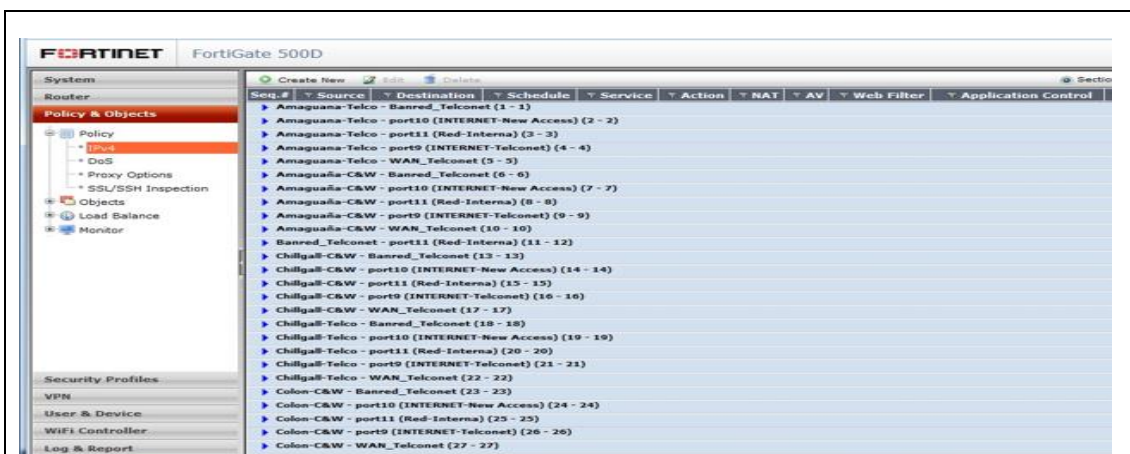 FORTINET FortiGate 500D
System
Router
Policy & Objects
Policy
IPv4
DoS
Proxy Options
SSL/SSH Inspection
Objects
Load Balance
Monitor
Security Profiles
VPN
User & Device
WiFi Controller
Log & Report
Create New Edit Delete Sectio
Seq.# Source Destination Schedule Service Action NAT AV Web Filter Application Control
Amaguana-Telco - Banred_Telconet (1 - 1)
Amaguana-Telco - port10 (INTERNET-New Access) (2 - 2)
Amaguana-Telco - port11 (Red-Interna) (3 - 3)
Amaguana-Telco - port9 (INTERNET-Telconet) (4 - 4)
Amaguana-Telco - WAN_Telconet (5 - 5)
Amaguaña-C&W - Banred_Telconet (6 - 6)
Amaguaña-C&W - port10 (INTERNET-New Access) (7 - 7)
Amaguaña-C&W - port11 (Red-Interna) (8 - 8)
Amaguaña-C&W - port9 (INTERNET-Telconet) (9 - 9)
Amaguaña-C&W - WAN_Telconet (10 - 10)
Banred_Telconet - port11 (Red-Interna) (11 - 12)
Chillgall-C&W - Banred_Telconet (13 - 13)
Chillgall-C&W - port10 (INTERNET-New Access) (14 - 14)
Chillgall-C&W - port11 (Red-Interna) (15 - 15)
Chillgall-C&W - port9 (INTERNET-Telconet) (16 - 16)
Chillgall-C&W - WAN_Telconet (17 - 17)
Chillgall-Telco - Banred_Telconet (18 - 18)
Chillgall-Telco - port10 (INTERNET-New Access) (19 - 19)
Chillgall-Telco - port11 (Red-Interna) (20 - 20)
Chillgall-Telco - port9 (INTERNET-Telconet) (21 - 21)
Chillgall-Telco - WAN_Telconet (22 - 22)
Colon-C&W - Banred_Telconet (23 - 23)
Colon-C&W - port10 (INTERNET-New Access) (24 - 24)
Colon-C&W - port11 (Red-Interna) (25 - 25)
Colon-C&W - port9 (INTERNET-Telconet) (26 - 26)
Colon-C&W - WAN_Telconet (27 - 27)